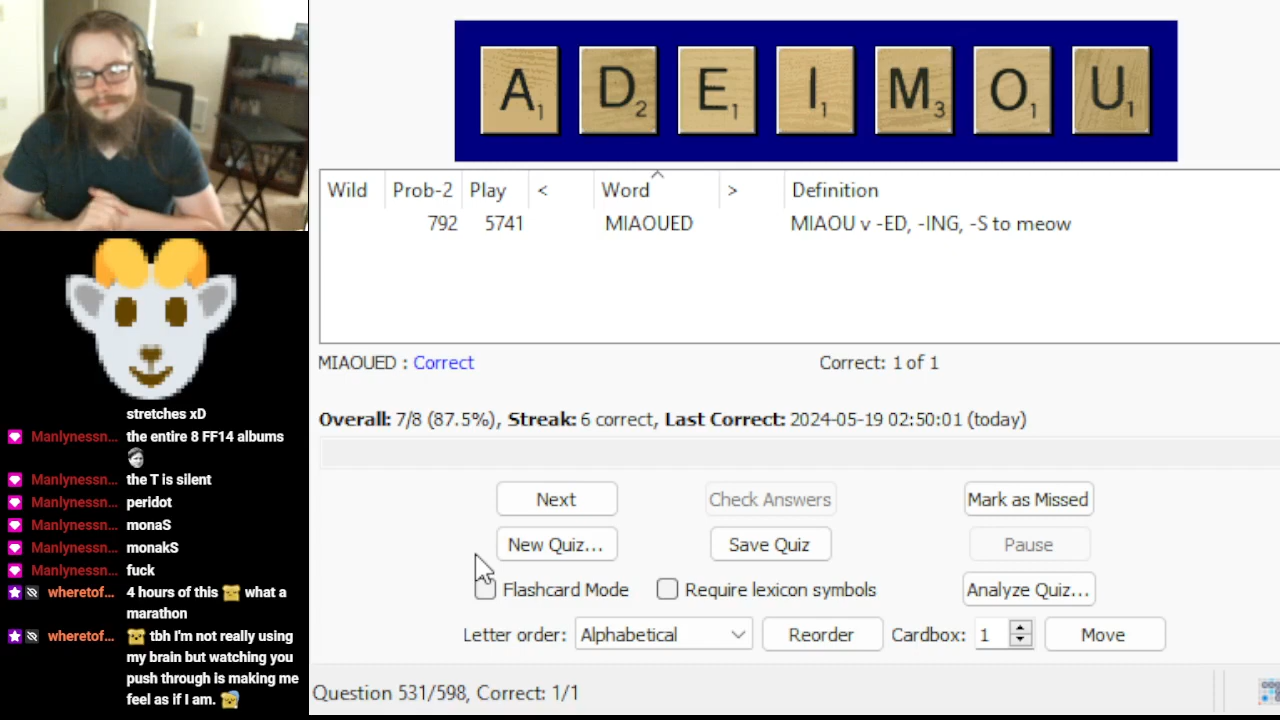 A1 D2 E1 I1 M3 O1 U1
Wild Prob-2 Play < Word > Definition
792 5741 MIAOUED MIAOU v -ED, -ING, -S to meow
MIAOUED : Correct Correct: 1 of 1
Overall: 7/8 (87.5%), Streak: 6 correct, Last Correct: 2024-05-19 02:50:01 (today)
Next Check Answers Mark as Missed
New Quiz... Save Quiz Pause
Flashcard Mode Require lexicon symbols Analyze Quiz...
Letter order: Alphabetical Reorder Cardbox: 1 Move
Question 531/598, Correct: 1/1
stretches xD
Manlynessn... the entire 8 FF14 albums
Manlynessn... the T is silent
Manlynessn... peridot
Manlynessn... monaS
Manlynessn... monakS
Manlynessn... fuck
wheretof... 4 hours of this what a
marathon
wheretof... tbh I'm not really using
my brain but watching you
push through is making me
feel as if I am.